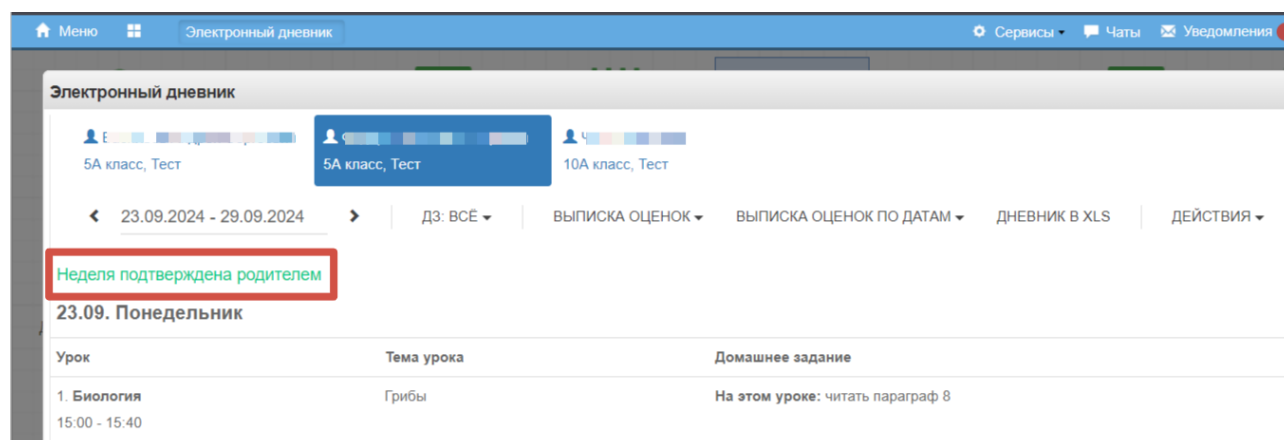 Меню Электронный дневник Сервисы Чаты Уведомления
Электронный дневник
5А класс, Тест 5А класс, Тест 10А класс, Тест
23.09.2024 - 29.09.2024 ДЗ: ВСЁ ВЫПИСКА ОЦЕНОК ВЫПИСКА ОЦЕНОК ПО ДАТАМ ДНЕВНИК В XLS ДЕЙСТВИЯ
Неделя подтверждена родителем
23.09. Понедельник
Урок Тема урока Домашнее задание
1. Биология Грибы На этом уроке: читать параграф 8
15:00 - 15:40